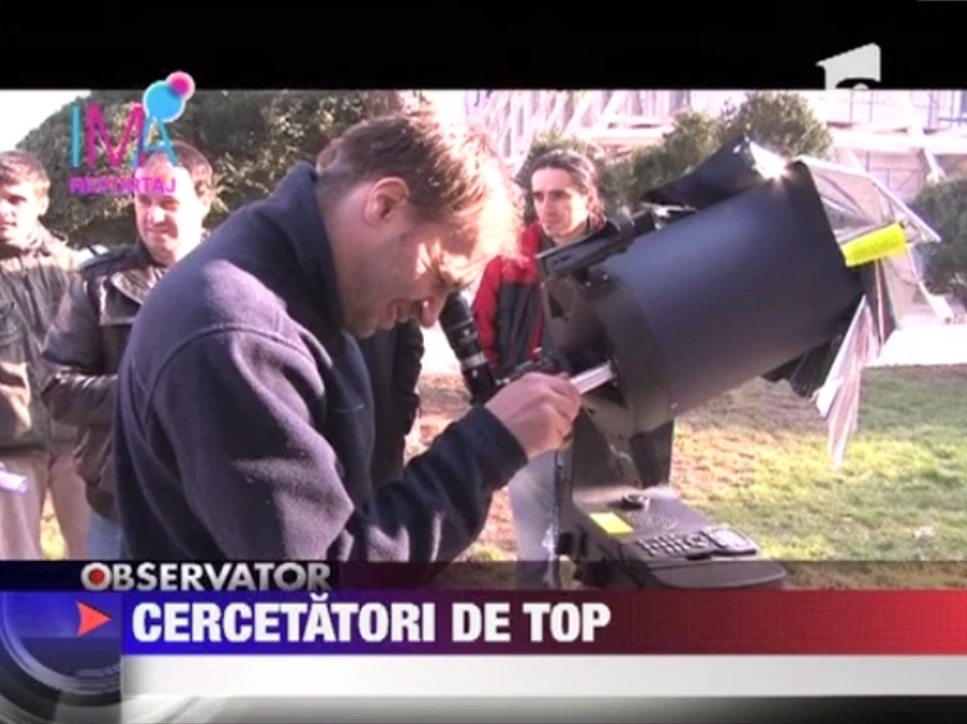 IMA
REPORTAJ
OBSERVATOR
CERCETĂTORI DE TOP